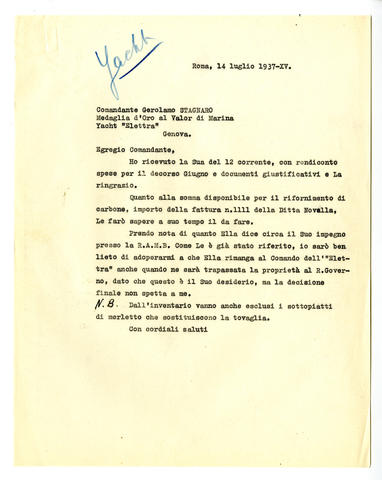 Yacht
Roma, 14 luglio 1937-XV.
Comandante Gerolamo STAGNARO
Medaglia d'Oro al Valor di Marina
Yacht "Elettra"
Genova.
Egregio Comandante,
Ho ricevuto la Sua del 12 corrente, con rendiconto
spese per il decorso Giugno e documenti giustificativi e La
ringrazio.
Quanto alla somma disponibile per il rifornimento di
carbone, importo della fattura n.1111 della Ditta Novella,
Le farò sapere a suo tempo il da fare.
Prendo nota di quanto Ella dice circa il Suo impegno
presso la R.A.M.B. Come Le è già stato riferito, io sarò ben
lieto di adoperarmi a che Ella rimanga al Comando dell'"Elet-
tra" anche quando ne sarà trapassata la proprietà al R.Gover-
no, dato che questo è il Suo desiderio, ma la decisione
finale non spetta a me.
N.B. Dall'inventario vanno anche esclusi i sottopiatti
di merletto che sostituiscono la tovaglia.
Con cordiali saluti